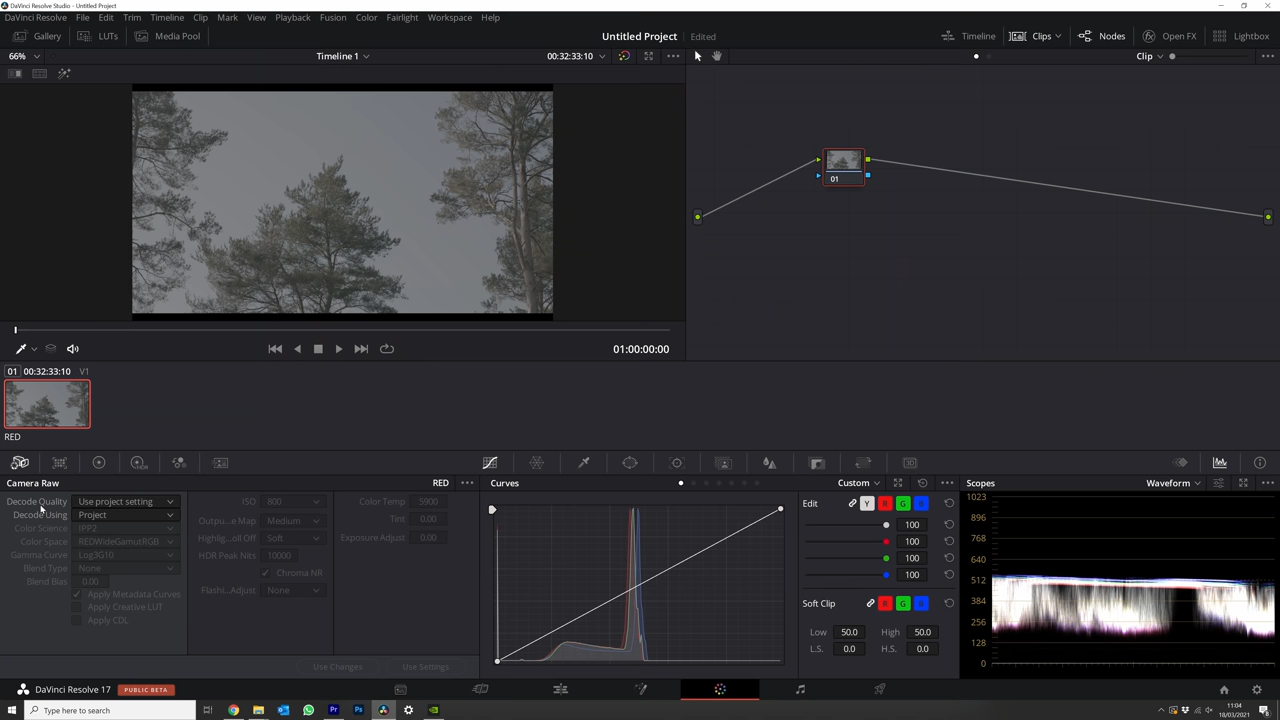 DaVinci Resolve Studio - Untitled Project
DaVinci Resolve File Edit Trim Timeline Clip Mark View Playback Fusion Color Fairlight Workspace Help
Gallery LUTs Media Pool Untitled Project Edited Timeline Clips Nodes Open FX Lightbox
66% Timeline 1 00:32:33:10 Clip
01
01:00:00:00
01 00:32:33:10 V1
RED
Camera Raw RED Curves Custom Scopes Waveform
Decode Quality Use project setting
Decode Using Project
Color Science IPP2
Color Space REDWideGamutRGB
Gamma Curve Log3G10
Blend Type None
Blend Bias 0.00
Apply Metadata Curves
Apply Creative LUT
Apply CDL
ISO 800
Outpu...e Map Medium
Highlig...oll Off Soft
HDR Peak Nits 10000
Chroma NR
Flashi...Adjust None
Color Temp 5900
Tint 0.00
Exposure Adjust 0.00
Use Changes Use Settings
Edit Y R G B
100
100
100
100
Soft Clip R G B
Low 50.0 High 50.0
L.S. 0.0 H.S. 0.0
1023
896
768
640
512
384
256
128
0
DaVinci Resolve 17 PUBLIC BETA
Type here to search
11:04
18/03/2021